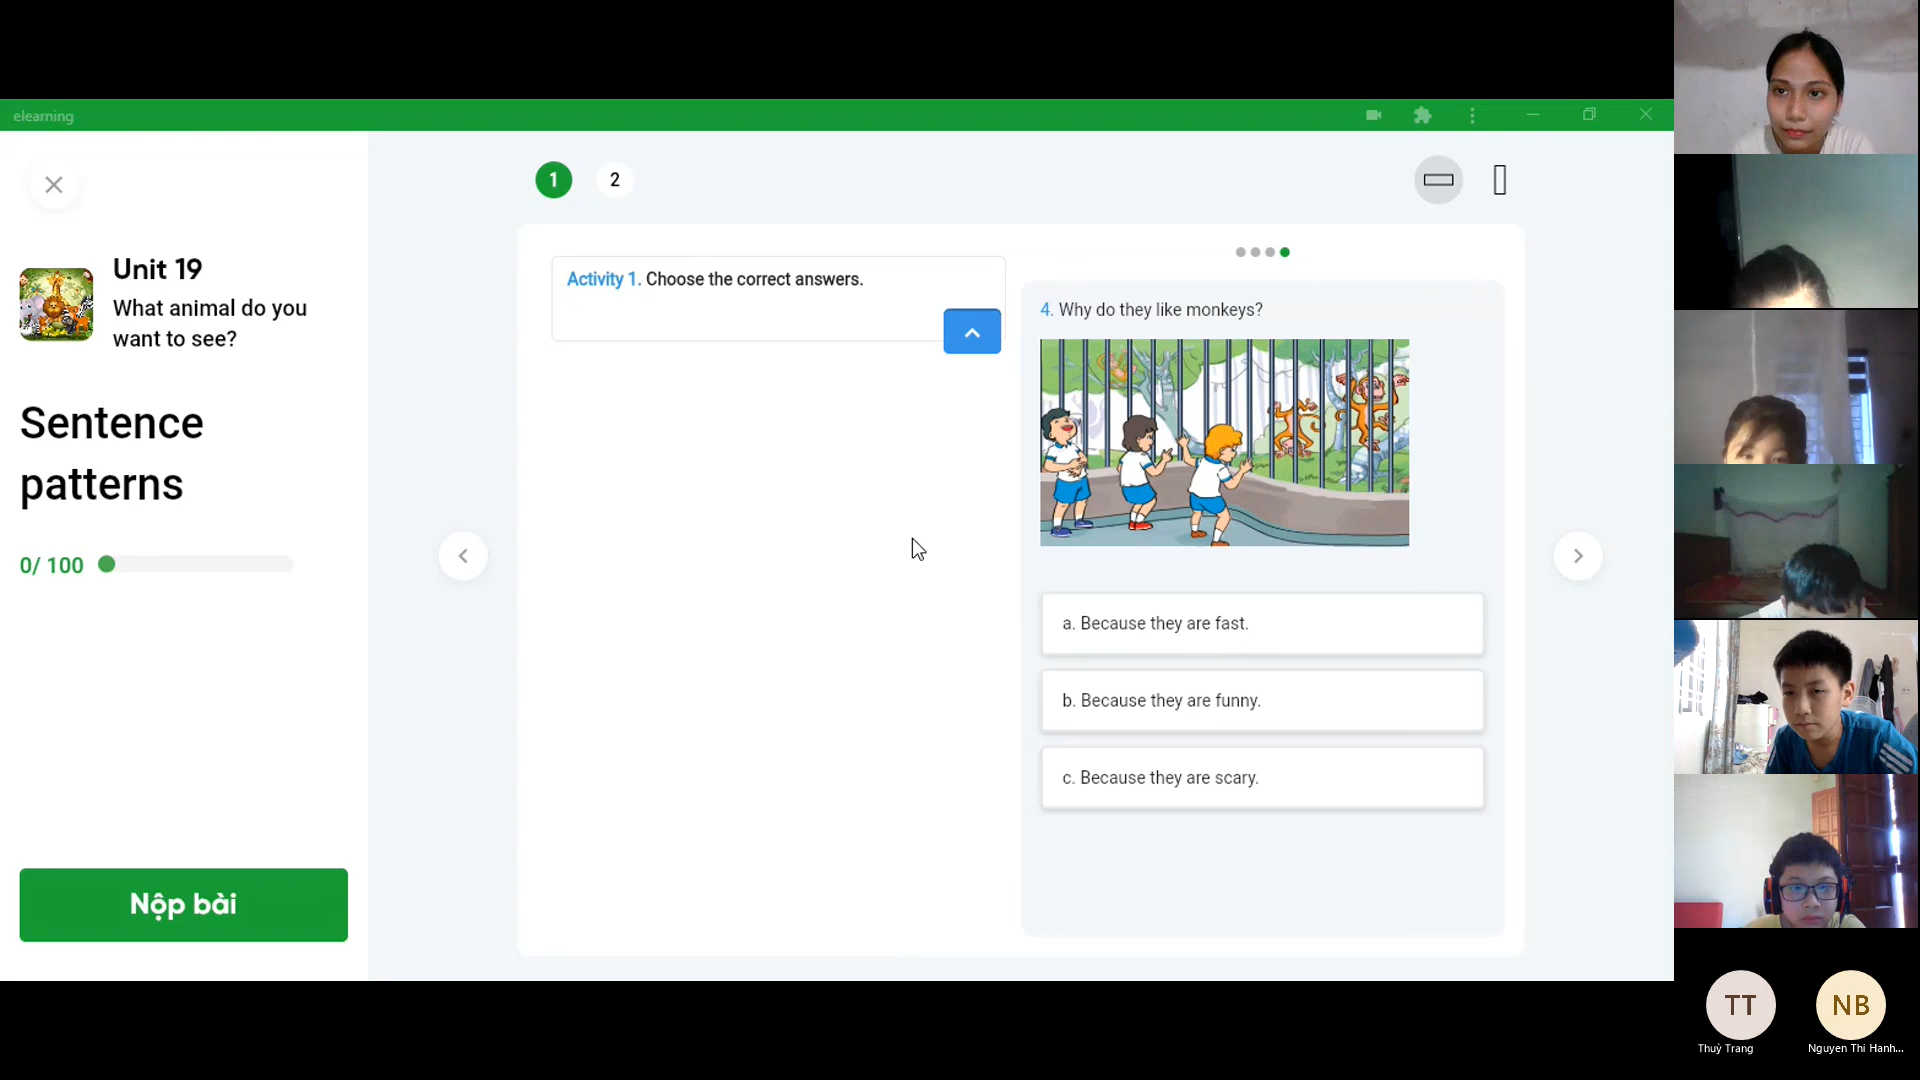 elearning
1
2
Unit 19
What animal do you
want to see?
Sentence
patterns
0/ 100
Nộp bài
Activity 1. Choose the correct answers.
4. Why do they like monkeys?
a. Because they are fast.
b. Because they are funny.
c. Because they are scary.
TT
Thuỳ Trang
NB
Nguyen Thi Hanh...